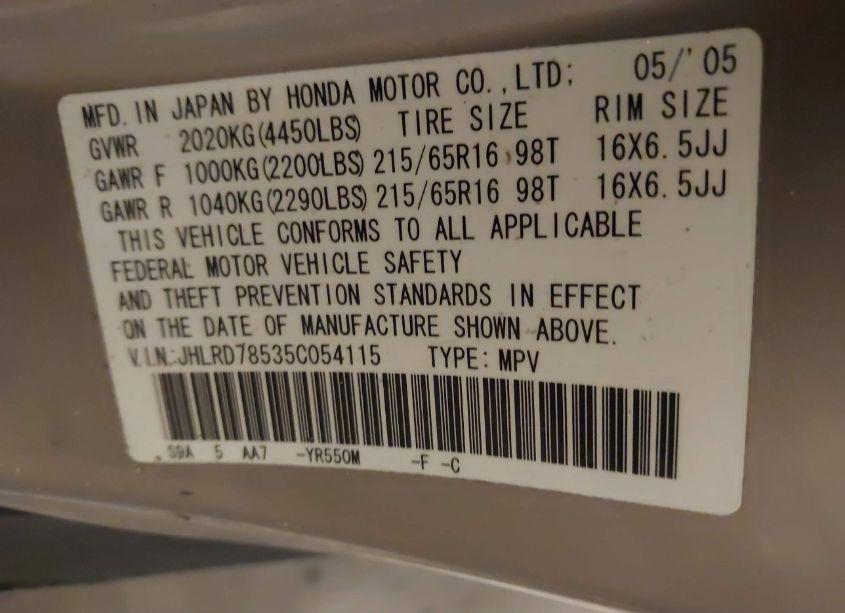 MFD. IN JAPAN BY HONDA MOTOR CO., LTD; 05/'05
GVWR 2020KG(4450LBS) TIRE SIZE RIM SIZE
GAWR F 1000KG(2200LBS) 215/65R16 98T 16X6.5JJ
GAWR R 1040KG(2290LBS) 215/65R16 98T 16X6.5JJ
THIS VEHICLE CONFORMS TO ALL APPLICABLE
FEDERAL MOTOR VEHICLE SAFETY
AND THEFT PREVENTION STANDARDS IN EFFECT
ON THE DATE OF MANUFACTURE SHOWN ABOVE.
V.I.N:JHLRD78535C054115 TYPE: MPV
S9A 5 AA7 -YR550M -F -C